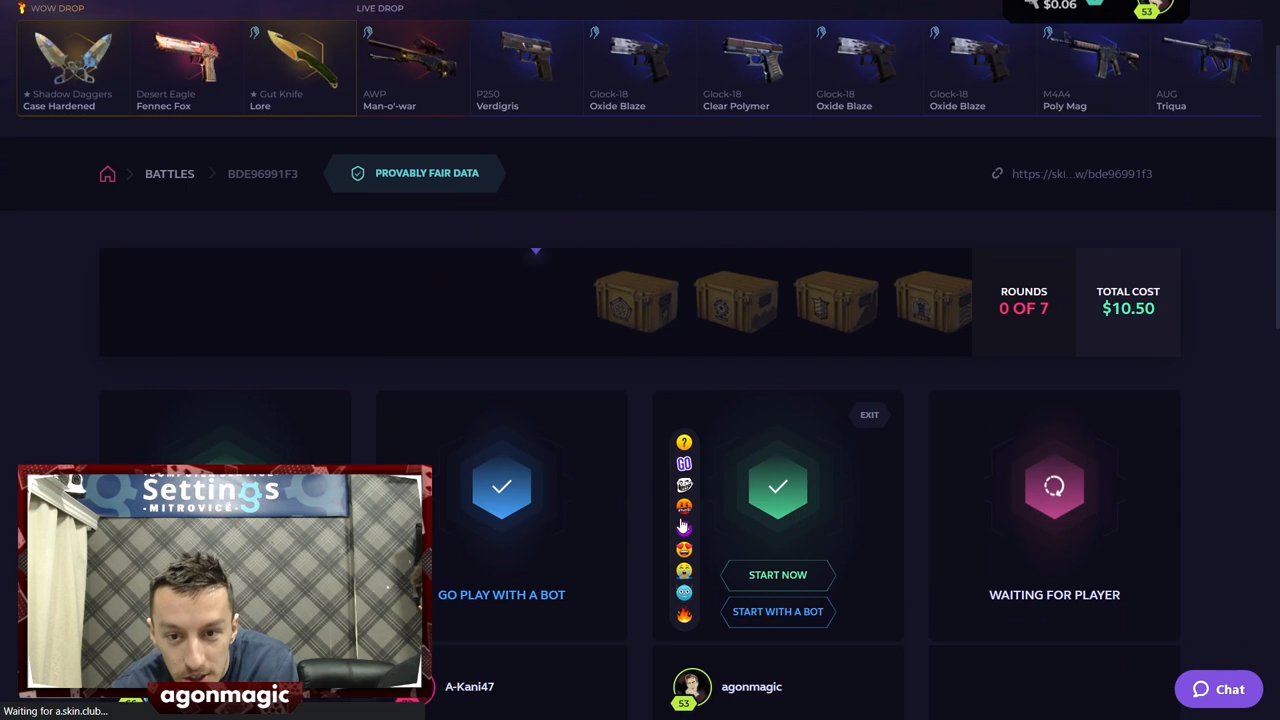 WOW DROP
LIVE DROP
$0.06
53
★ Shadow Daggers
Case Hardened
Desert Eagle
Fennec Fox
★ Gut Knife
Lore
AWP
Man-o'-war
P250
Verdigris
Glock-18
Oxide Blaze
Glock-18
Clear Polymer
Glock-18
Oxide Blaze
Glock-18
Oxide Blaze
M4A4
Poly Mag
AUG
Triqua
BATTLES
BDE96991F3
PROVABLY FAIR DATA
https://ski...w/bde96991f3
ROUNDS
0 OF 7
TOTAL COST
$10.50
EXIT
?
GO
START NOW
START WITH A BOT
GO PLAY WITH A BOT
WAITING FOR PLAYER
Settings
-MITROVICË-
A-Kani47
agonmagic
53
agonmagic
Chat
Waiting for a.skin.club...